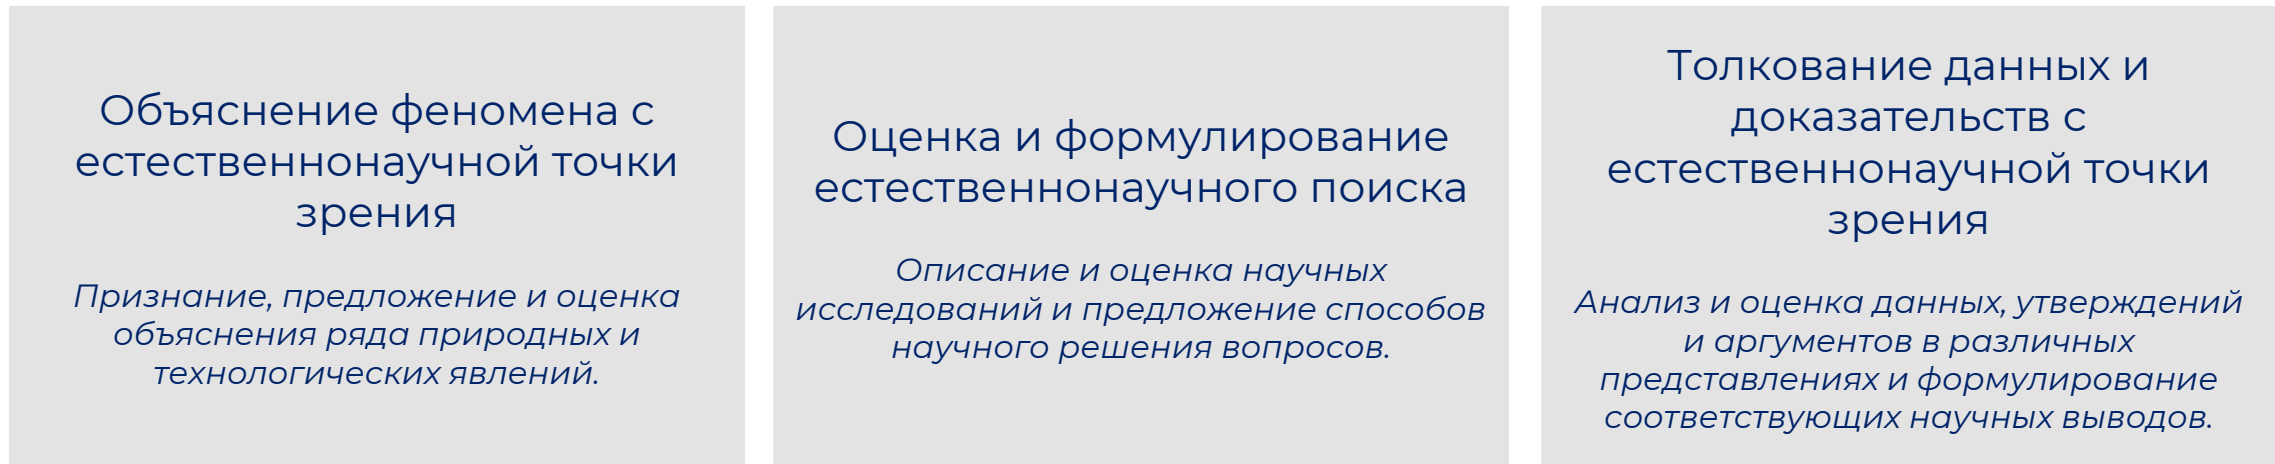 Объяснение феномена с
естественнонаучной точки
зрения
Признание, предложение и оценка
объяснения ряда природных и
технологических явлений.
Оценка и формулирование
естественнонаучного поиска
Описание и оценка научных
исследований и предложение способов
научного решения вопросов.
Толкование данных и
доказательств с
естественнонаучной точки
зрения
Анализ и оценка данных, утверждений
и аргументов в различных
представлениях и формулирование
соответствующих научных выводов.